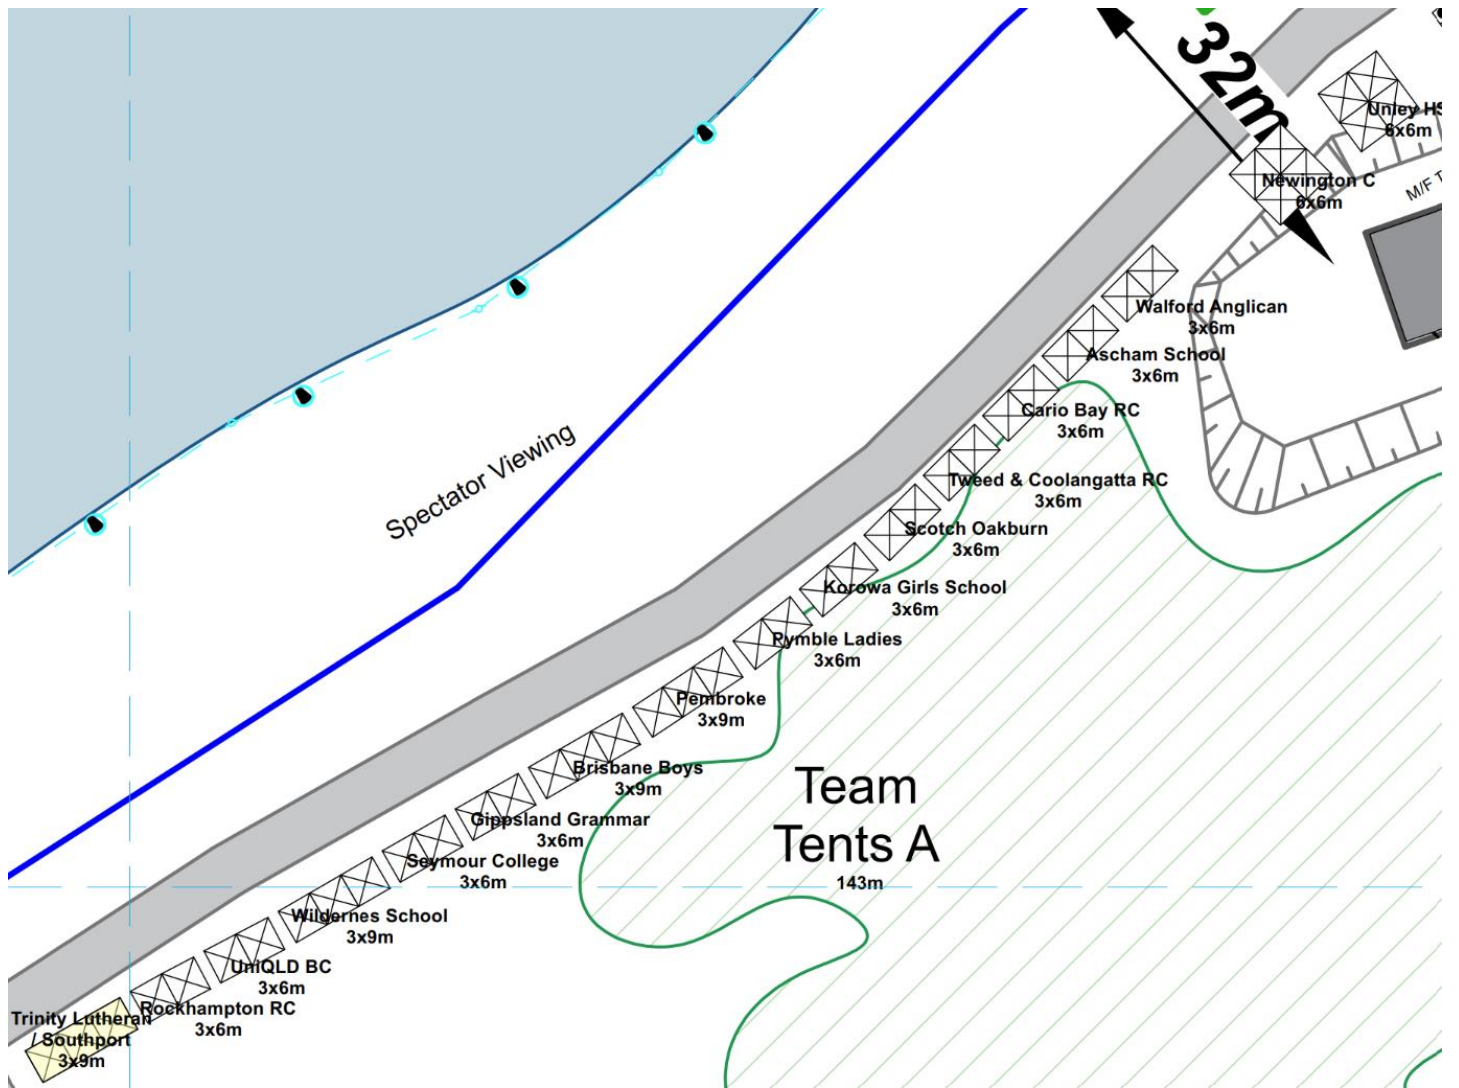 32m
Unley HS
6x6m
Newington C
6x6m
M/F T
Walford Anglican
3x6m
Ascham School
3x6m
Cario Bay RC
3x6m
Spectator Viewing
Tweed & Coolangatta RC
3x6m
Scotch Oakburn
3x6m
Korowa Girls School
3x6m
Pymble Ladies
3x6m
Pembroke
3x9m
Brisbane Boys
3x9m
Team
Tents A
143m
Gippsland Grammar
3x6m
Seymour College
3x6m
Wildernes School
3x9m
UniQLD BC
3x6m
Rockhampton RC
3x6m
Trinity Lutheran
/ Southport
3x9m